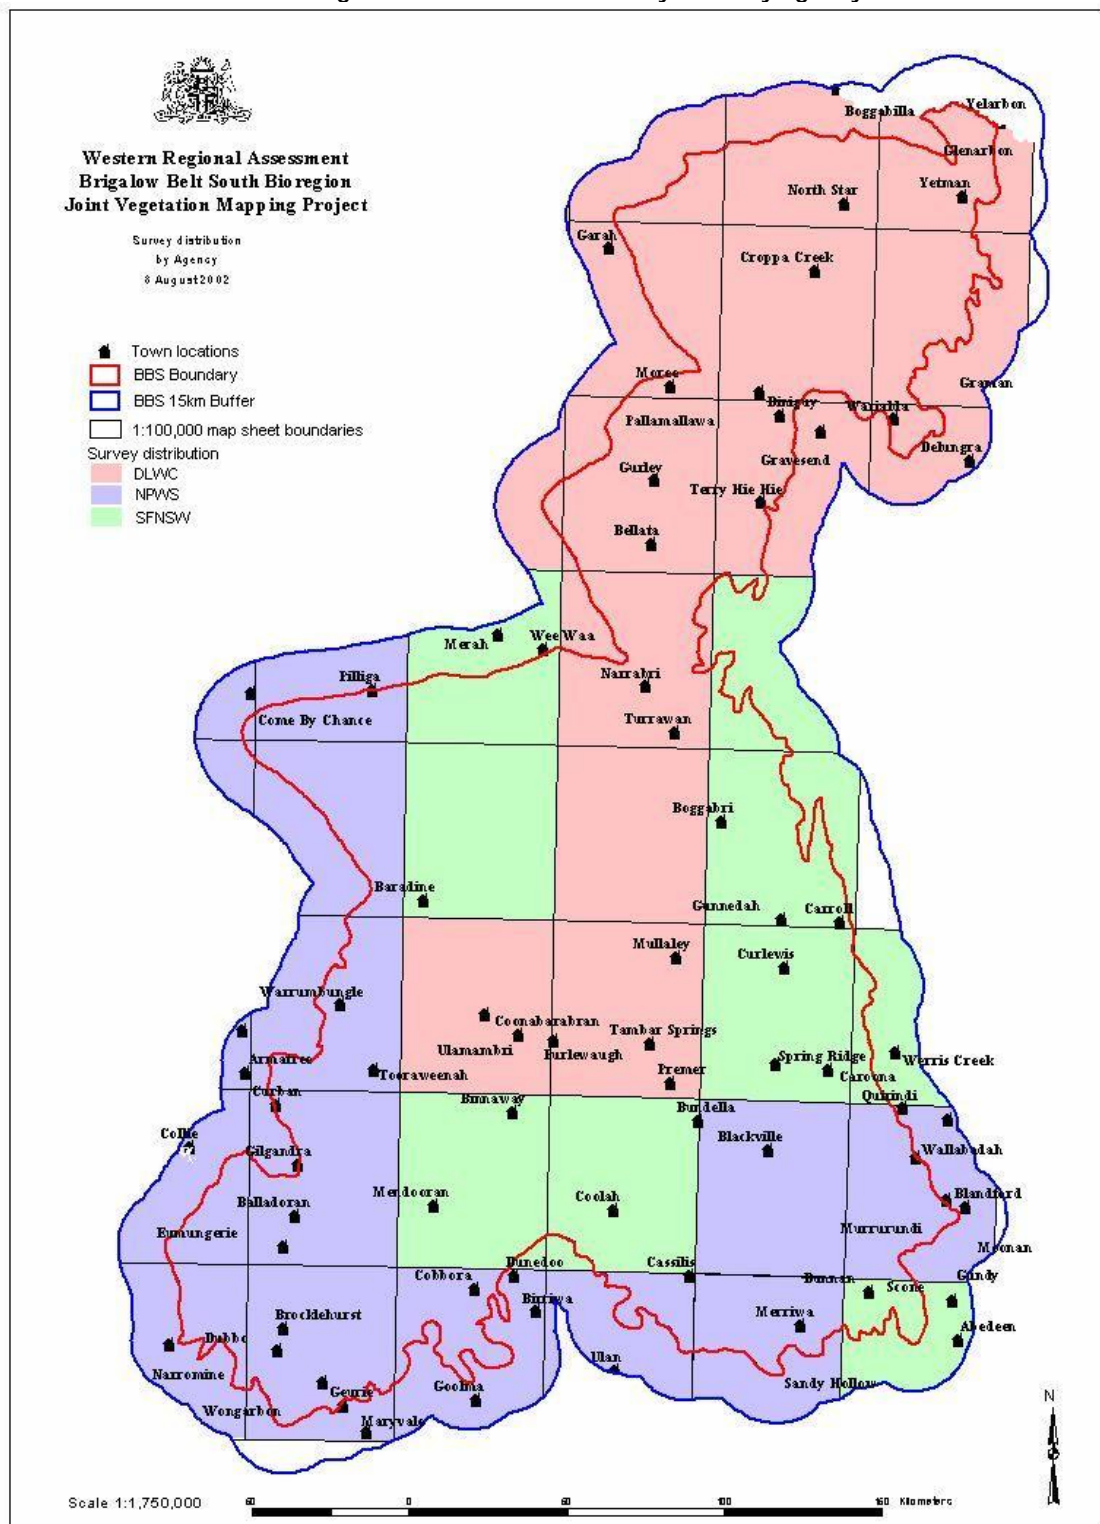 Western Regional Assessment
Brigalow Belt South Bioregion
Joint Vegetation Mapping Project
Survey distribution
by Agency
8 August 2002
Town locations
BBS Boundary
BBS 15km Buffer
1:100,000 map sheet boundaries
Survey distribution
DLWC
NPWS
SFNSW
Yelarbon
Boggabilla
Glenarbon
North Star
Yetman
Garah
Croppa Creek
Moree
Graman
Biniguy
Warialda
Pallamallawa
Gravesend
Delungra
Gurley
Terry Hie Hie
Bellata
Merah
Wee Waa
Pilliga
Narrabri
Come By Chance
Turrawan
Boggabri
Baradine
Gunnedah
Carroll
Mullaley
Curlewis
Warrumbungle
Coonabarabran
Tambar Springs
Ulamambri
Purlewaugh
Spring Ridge
Werris Creek
Armatree
Tooraweenah
Premer
Caroona
Curban
Binnaway
Quirindi
Bundella
Collie
Blackville
Gilgandra
Wallabadah
Balladoran
Mendooran
Coolah
Blandford
Eumungerie
Murrurundi
Moonan
Dunedoo
Cassilis
Cobbora
Bunnan
Scone
Gundy
Birriwa
Brocklehurst
Merriwa
Dubbo
Abedeen
Ulan
Narromine
Geurie
Goolma
Sandy Hollow
Wongarbon
Maryvale
N
Scale 1:1,750,000
60 0 60 100 160 Kilometers